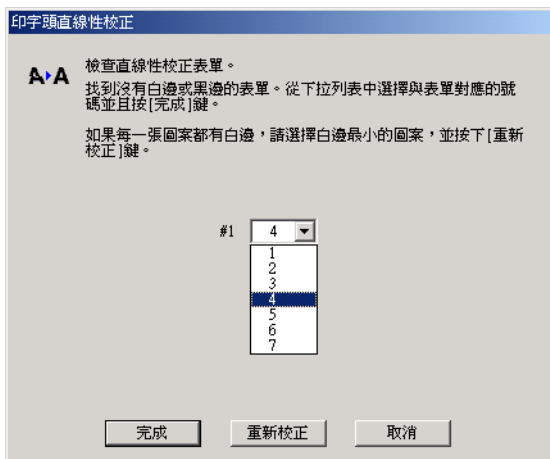 印字頭直線性校正
A▸A
檢查直線性校正表單。
找到沒有白邊或黑邊的表單。從下拉列表中選擇與表單對應的號
碼並且按[完成]鍵。
如果每一張圖案都有白邊，請選擇白邊最小的圖案，並按下[重新
校正]鍵。
#1 4
1
2
3
4
5
6
7
完成 重新校正 取消